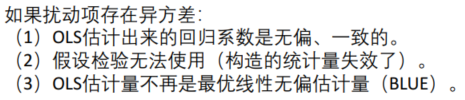 如果扰动项存在异方差：
（1）OLS估计出来的回归系数是无偏、一致的。
（2）假设检验无法使用（构造的统计量失效了）。
（3）OLS估计量不再是最优线性无偏估计量（BLUE）。